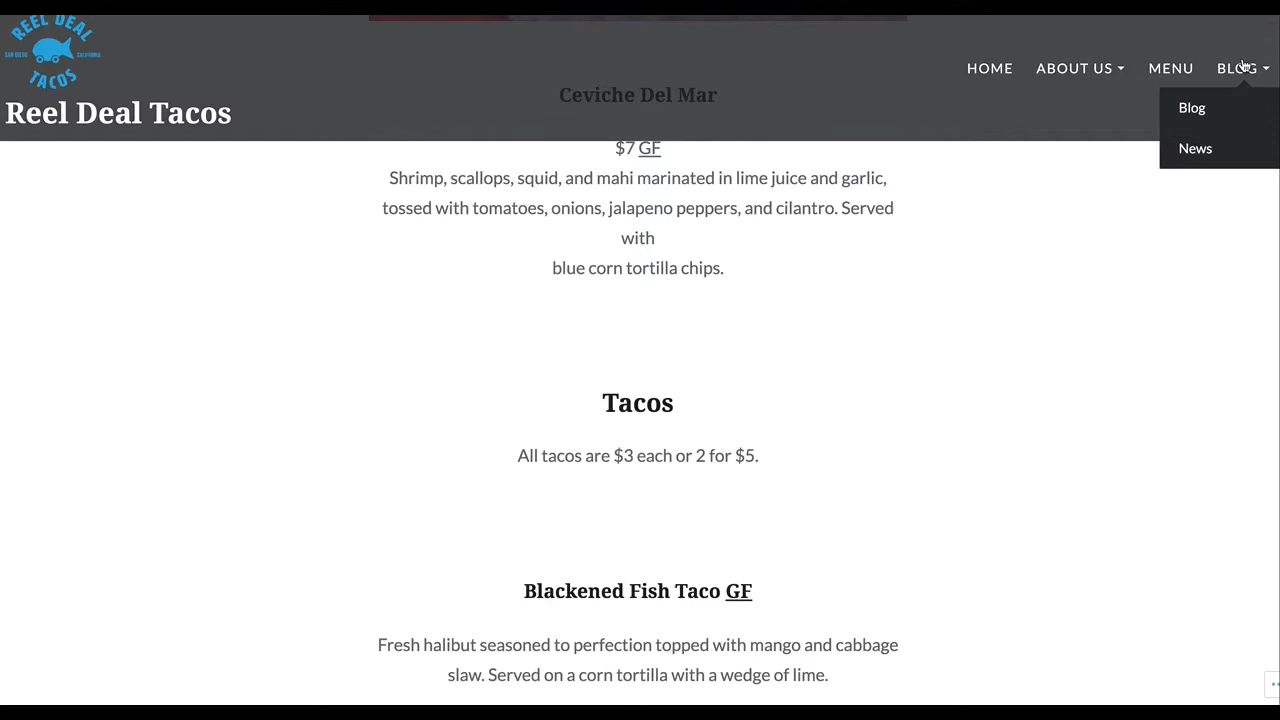 REEL DEAL
SAN DIEGO CALIFORNIA
TACOS
Reel Deal Tacos
HOME ABOUT US MENU BLOG
Blog
News
Ceviche Del Mar
$7 GF
Shrimp, scallops, squid, and mahi marinated in lime juice and garlic,
tossed with tomatoes, onions, jalapeno peppers, and cilantro. Served
with
blue corn tortilla chips.
Tacos
All tacos are $3 each or 2 for $5.
Blackened Fish Taco GF
Fresh halibut seasoned to perfection topped with mango and cabbage
slaw. Served on a corn tortilla with a wedge of lime.